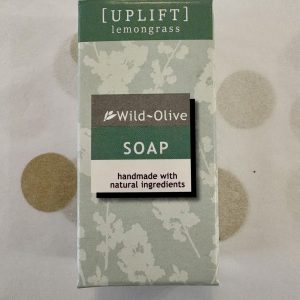 [UPLIFT]
lemongrass
Wild~Olive
SOAP
handmade with
natural ingredients